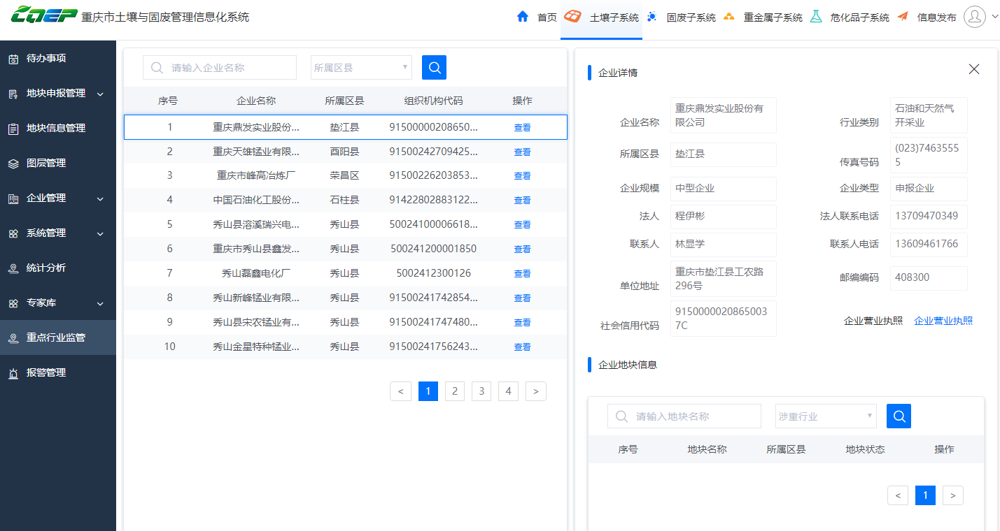 CQEP 重庆市土壤与固废管理信息化系统 首页 土壤子系统 固废子系统 重金属子系统 危化品子系统 信息发布
待办事项
地块申报管理
地块信息管理
图层管理
企业管理
系统管理
统计分析
专家库
重点行业监管
报警管理
请输入企业名称 所属区县
序号 企业名称 所属区县 组织机构代码 操作
1 重庆鼎发实业股份... 垫江县 91500000208650... 查看
2 重庆天雄锰业有限... 酉阳县 91500242709425... 查看
3 重庆市峰高冶炼厂 荣昌区 91500226203853... 查看
4 中国石油化工股份... 石柱县 91422802883122... 查看
5 秀山县溶溪瑞兴电... 秀山县 50024100006618... 查看
6 重庆市秀山县鑫发... 秀山县 500241200001850 查看
7 秀山磊鑫电化厂 秀山县 5002412300126 查看
8 秀山新峰锰业有限... 秀山县 91500241742854... 查看
9 秀山县宋农锰业有... 秀山县 91500241747480... 查看
10 秀山金星特种锰业... 秀山县 91500241756243... 查看
< 1 2 3 4 >
企业详情
企业名称 重庆鼎发实业股份有
限公司
行业类别 石油和天然气
开采业
所属区县 垫江县
传真号码 (023)7463555
5
企业规模 中型企业 企业类型 申报企业
法人 程伊彬 法人联系电话 13709470349
联系人 林显学 联系人电话 13609461766
单位地址 重庆市垫江县工农路
296号
邮编编码 408300
社会信用代码 9150000020865003
7C
企业营业执照 企业营业执照
企业地块信息
请输入地块名称 涉重行业
序号 地块名称 所属区县 地块状态 操作
< 1 >